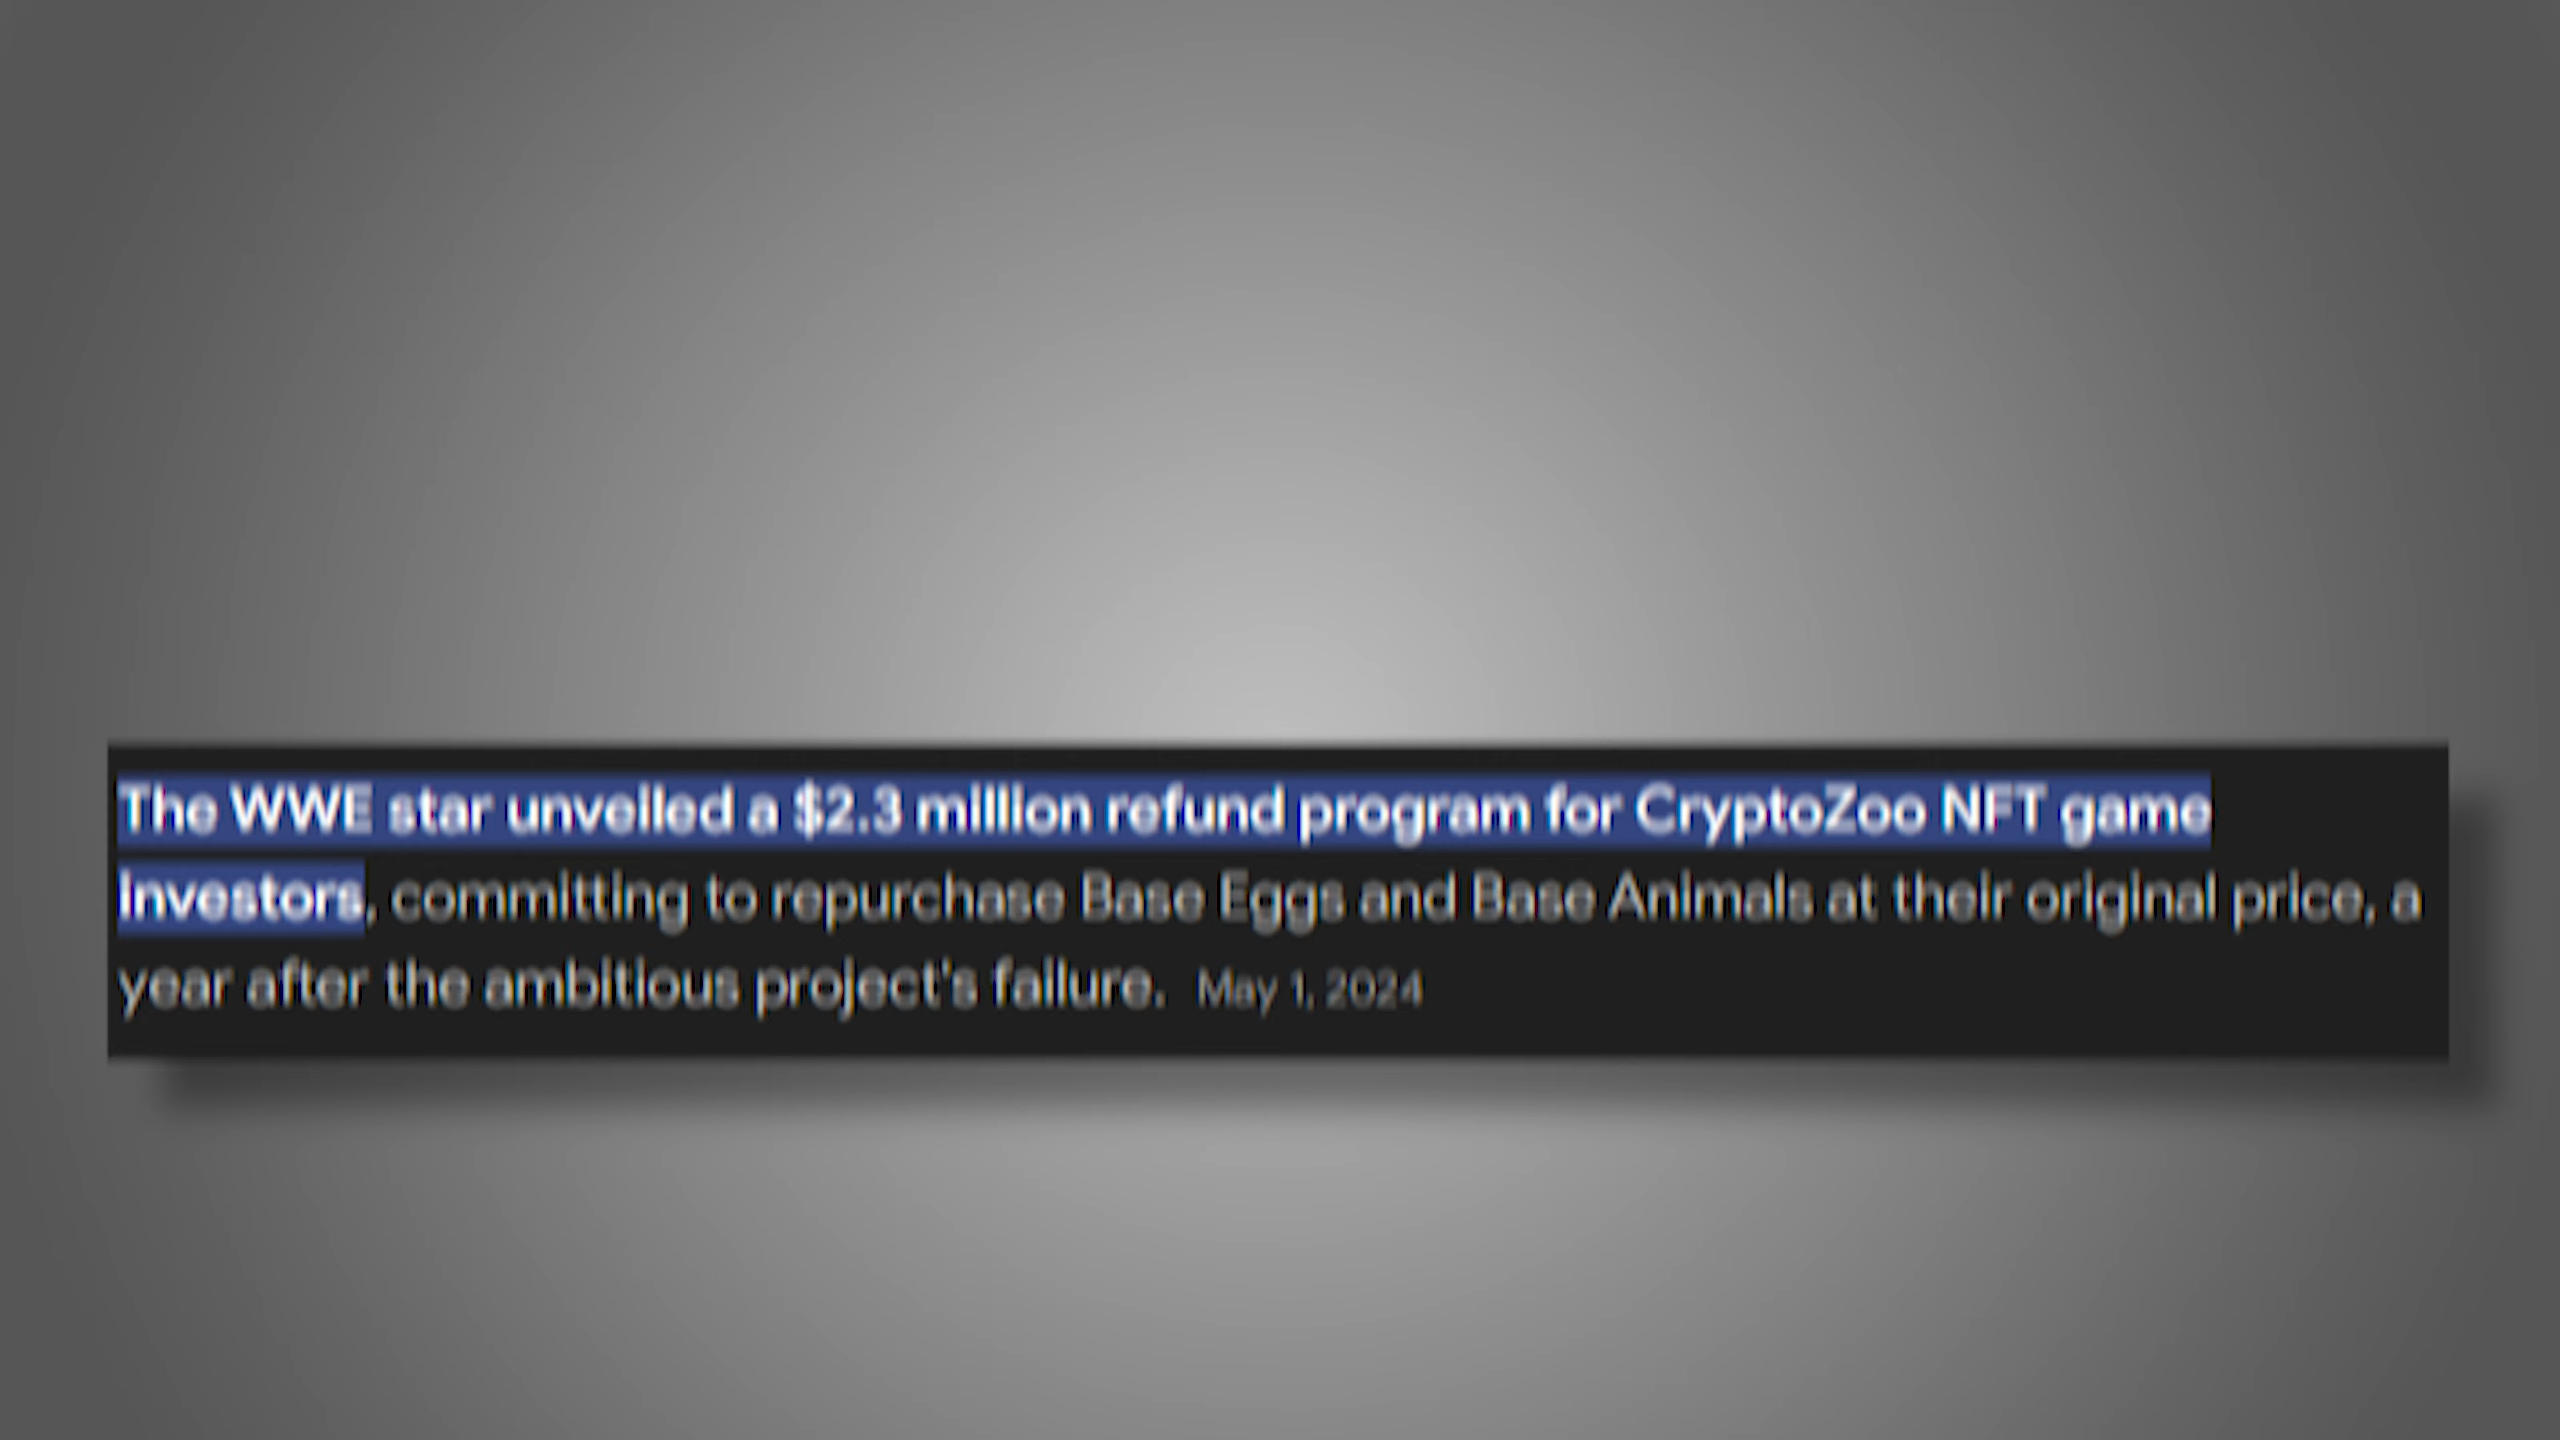 The WWE star unveiled a $2.3 million refund program for CryptoZoo NFT game
investors, committing to repurchase Base Eggs and Base Animals at their original price, a
year after the ambitious project's failure. May 1, 2024